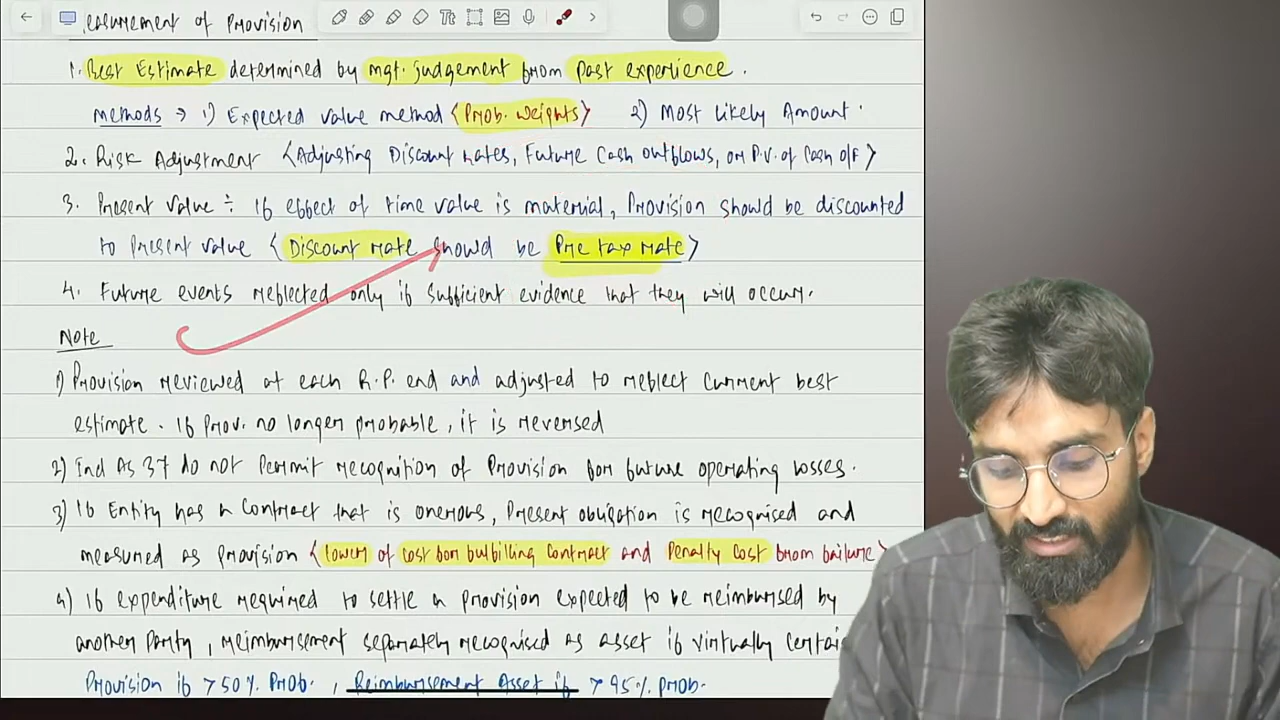 easurement of Provision
1. Best Estimate determined by mgt. judgement from past experience.
Methods → 1) Expected value method <Prob. weights> 2) Most Likely Amount.
2. Risk Adjustment <Adjusting Discount rates, Future Cash outflows, or P.V. of Cash o/F>
3. Present Value ÷ If effect of time value is material, Provision should be discounted
to Present value <Discount rate should be Pre tax rate>
4. Future events reflected only if sufficient evidence that they will occur.
Note
1) Provision reviewed at each R.P. end and adjusted to reflect current best
estimate. If Prov. no longer probable, it is reversed
2) Ind As 37 do not Permit recognition of Provision for future operating losses.
3) If Entity has a contract that is onerous, Present obligation is recognised and
measured as provision <lower of cost for fulfilling contract and Penalty cost from failure>
4) If expenditure required to settle a provision expected to be reimbursed by
another Party, reimbursement separately recognised as asset if virtually certai
Provision if >50% Prob., Reimbursement Asset if >95% Prob.